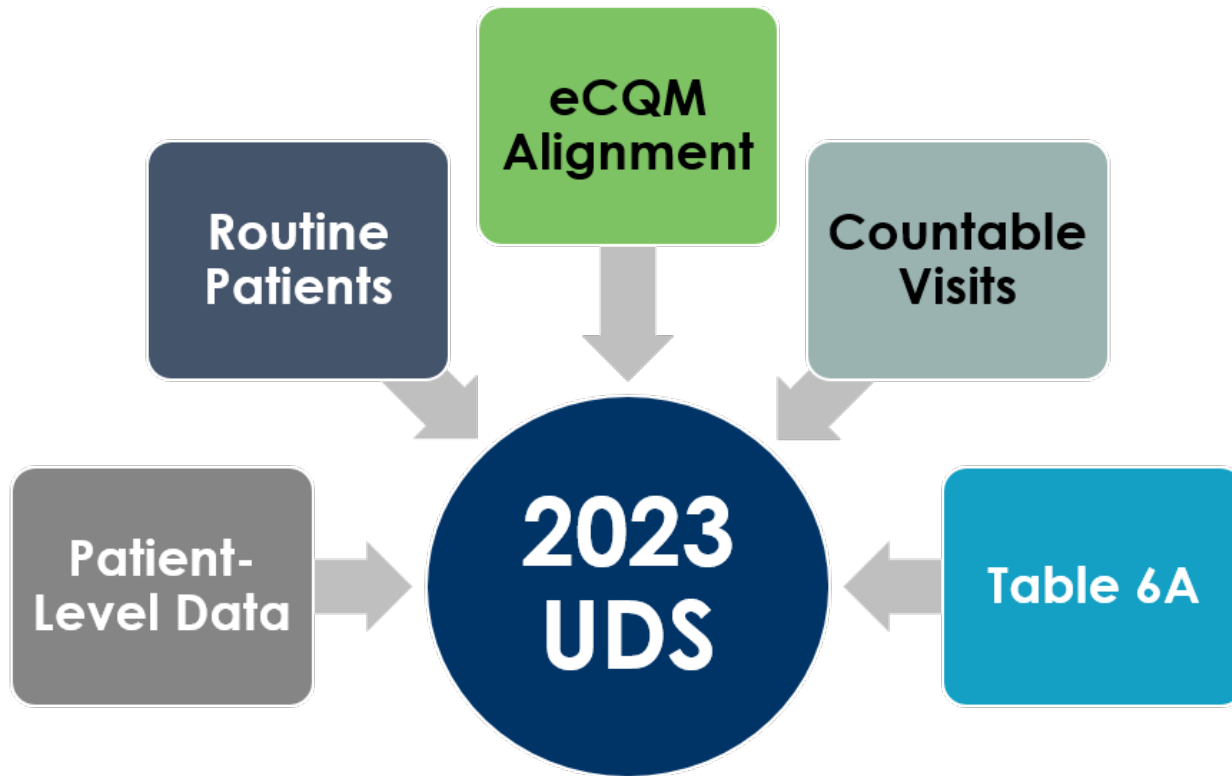 eCQM
Alignment
Routine
Patients
Countable
Visits
Patient-
Level Data
2023
UDS
Table 6A